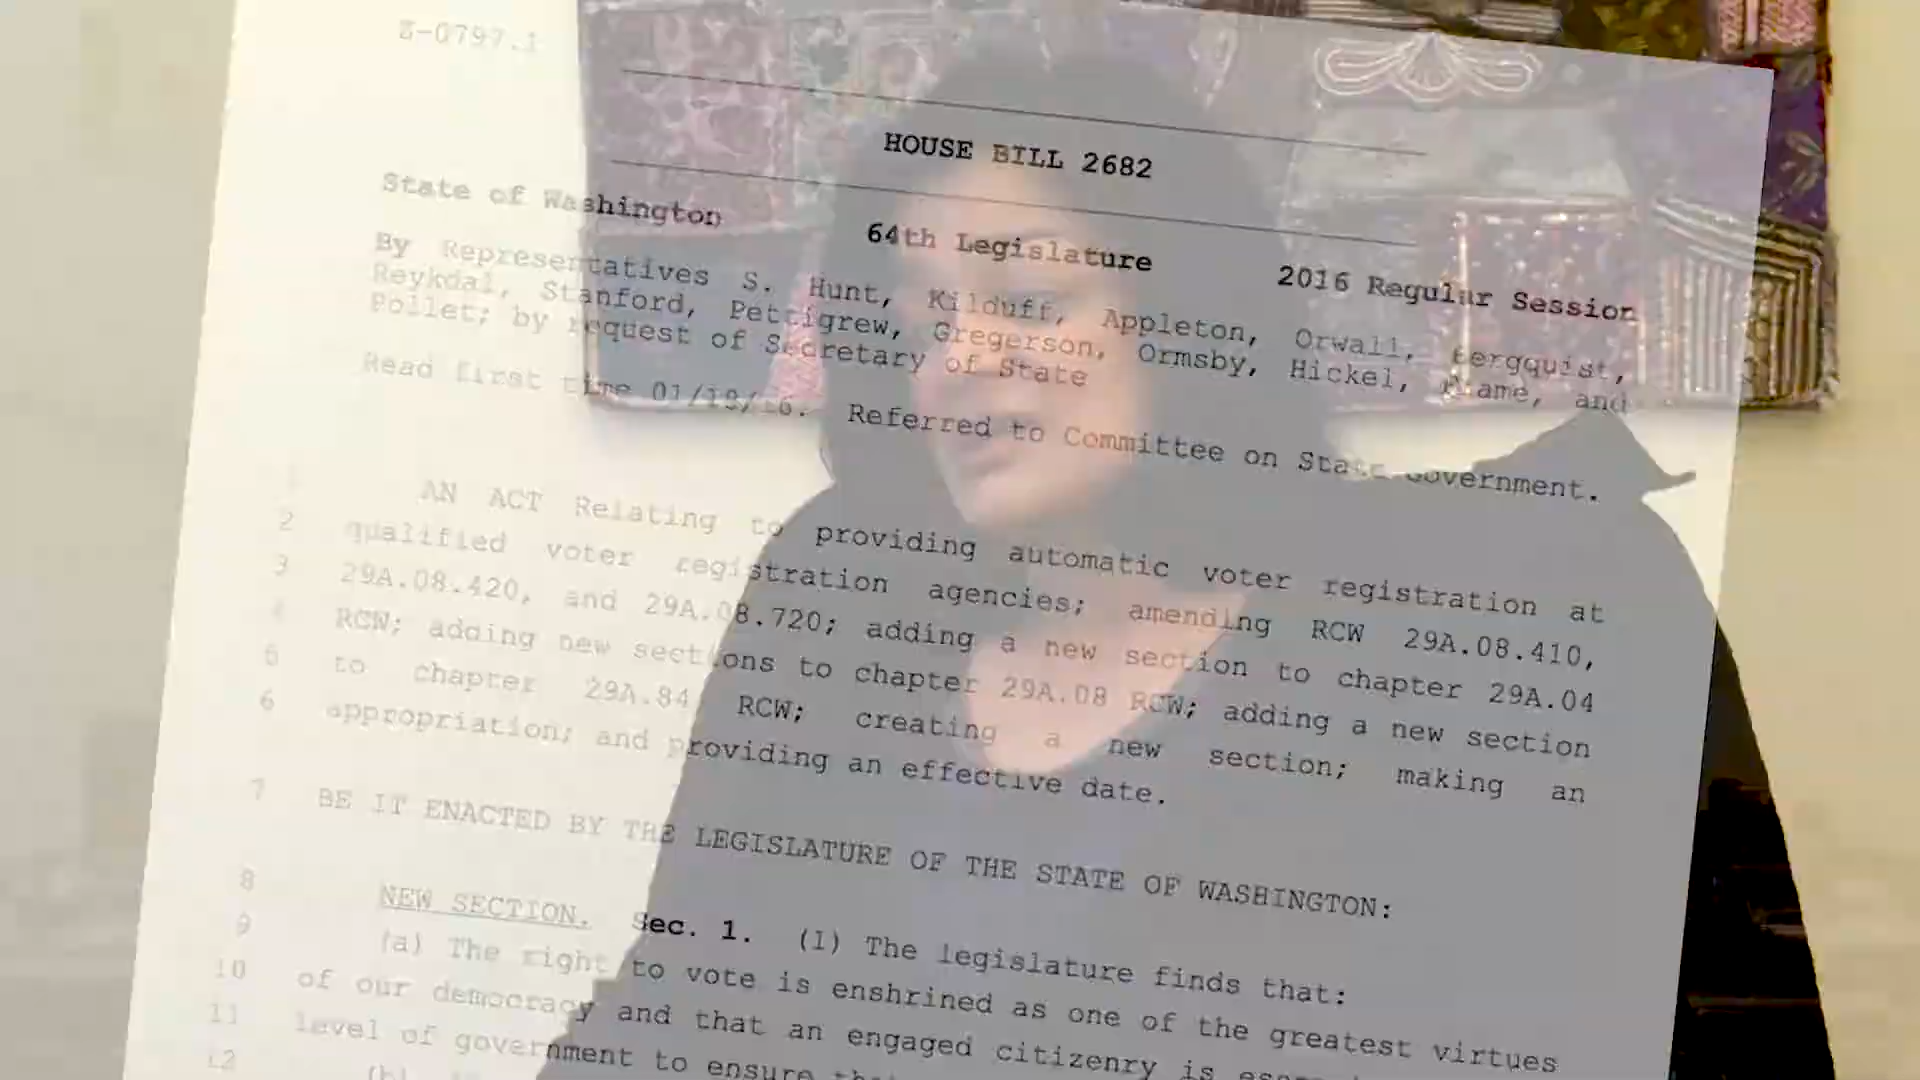 Z-0797.1
HOUSE BILL 2682
State of Washington 64th Legislature 2016 Regular Session
By Representatives S. Hunt, Kilduff, Appleton, Orwall, Bergquist,
Reykdal, Stanford, Pettigrew, Gregerson, Ormsby, Hickel, Frame, and
Pollet; by request of Secretary of State
Read first time 01/18/16. Referred to Committee on State Government.
1 AN ACT Relating to providing automatic voter registration at
2 qualified voter registration agencies; amending RCW 29A.08.410,
3 29A.08.420, and 29A.08.720; adding a new section to chapter 29A.04
4 RCW; adding new sections to chapter 29A.08 RCW; adding a new section
5 to chapter 29A.84 RCW; creating a new section; making an
6 appropriation; and providing an effective date.
7 BE IT ENACTED BY THE LEGISLATURE OF THE STATE OF WASHINGTON:
8 NEW SECTION. Sec. 1. (1) The legislature finds that:
9 (a) The right to vote is enshrined as one of the greatest virtues
10 of our democracy and that an engaged citizenry is
11 level of government to ensure
12